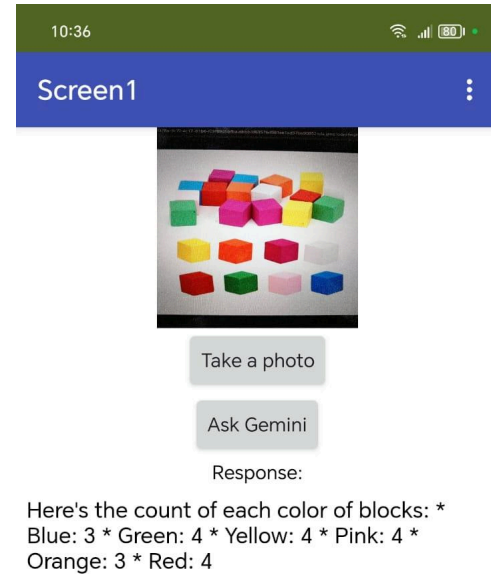 10:36
80
Screen1
Take a photo
Ask Gemini
Response:
Here's the count of each color of blocks: *
Blue: 3 * Green: 4 * Yellow: 4 * Pink: 4 *
Orange: 3 * Red: 4